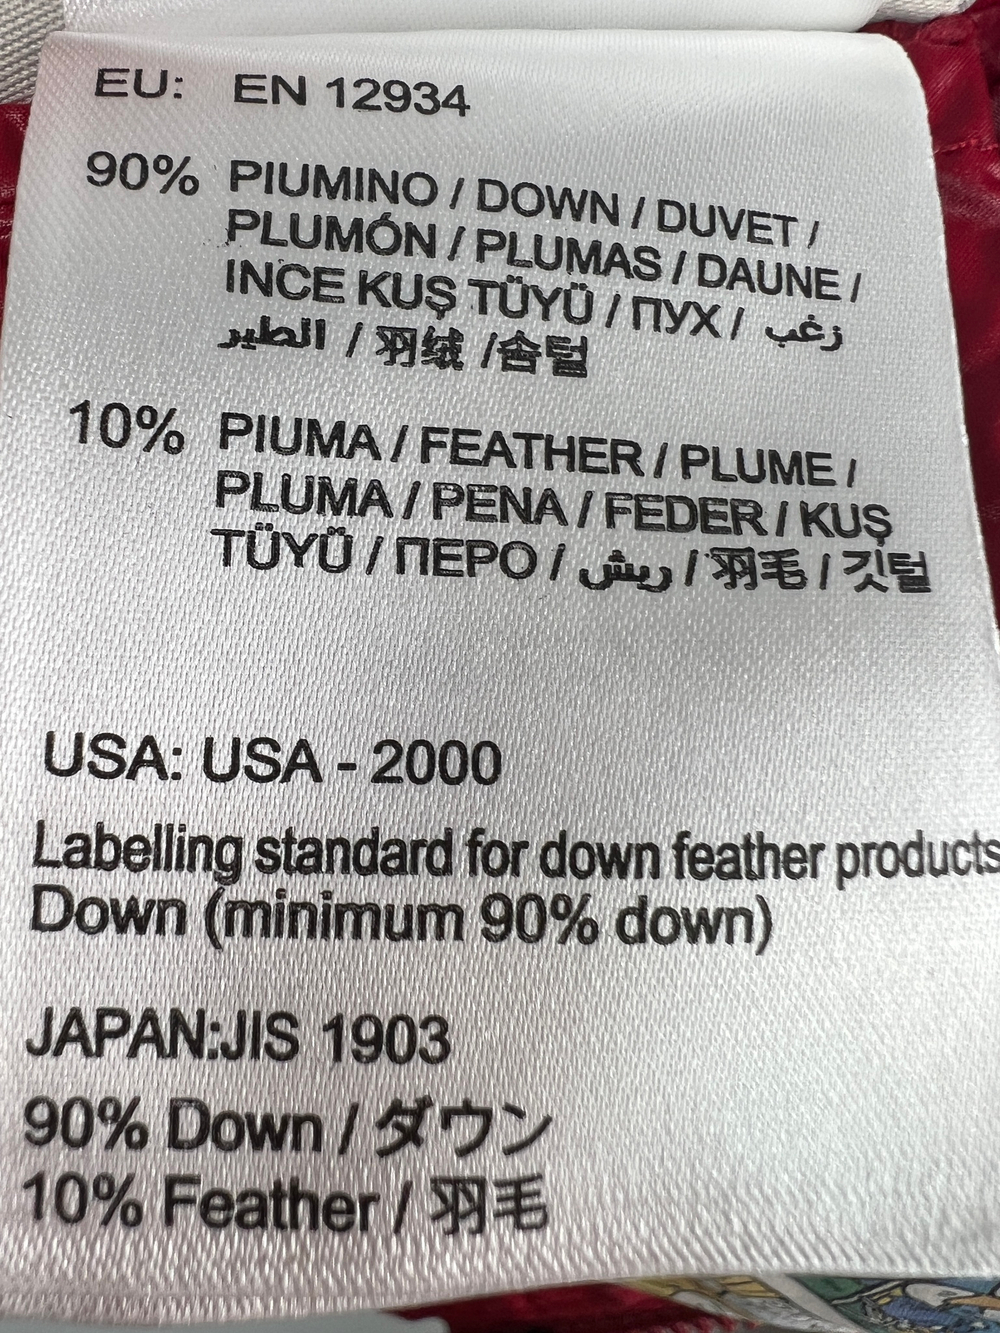 EU: EN 12934
90% PIUMINO / DOWN / DUVET /
PLUMÓN / PLUMAS / DAUNE /
INCE KUŞ TÜYÜ / ПУХ / زغب
الطير / 羽绒 /솜털
10% PIUMA / FEATHER / PLUME /
PLUMA / PENA / FEDER / KUŞ
TÜYÜ / ПЕРО / ريش / 羽毛 / 깃털
USA: USA - 2000
Labelling standard for down feather products
Down (minimum 90% down)
JAPAN:JIS 1903
90% Down / ダウン
10% Feather / 羽毛